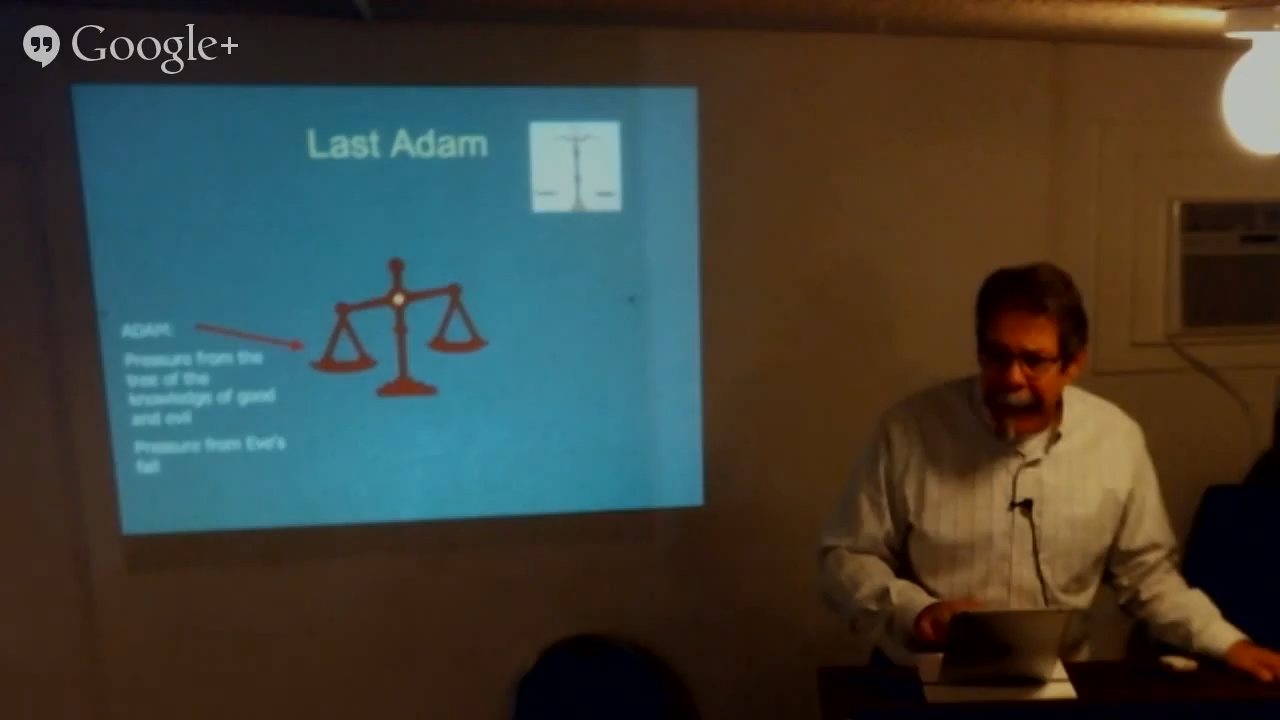 Google+
Last Adam
ADAM:
Pressure from the
tree of the
knowledge of good
and evil
Pressure from Eve's
fall